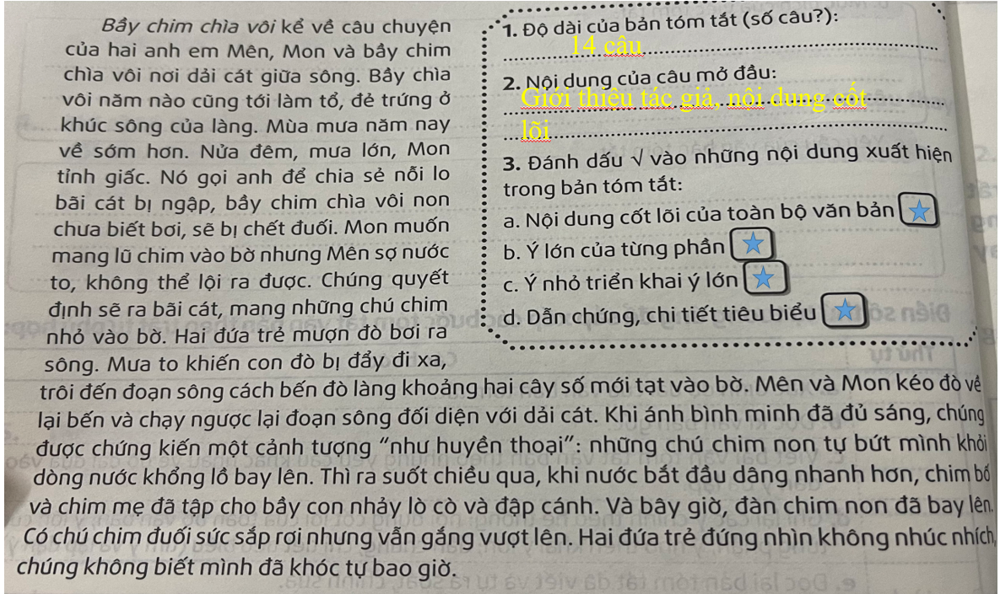 Bầy chim chìa vôi kể về câu chuyện
của hai anh em Mên, Mon và bầy chim
chìa vôi nơi dải cát giữa sông. Bầy chìa
vôi năm nào cũng tới làm tổ, đẻ trứng ở
khúc sông của làng. Mùa mưa năm nay
về sớm hơn. Nửa đêm, mưa lớn, Mon
tỉnh giấc. Nó gọi anh để chia sẻ nỗi lo
bãi cát bị ngập, bầy chim chìa vôi non
chưa biết bơi, sẽ bị chết đuối. Mon muốn
mang lũ chim vào bờ nhưng Mên sợ nước
to, không thể lội ra được. Chúng quyết
định sẽ ra bãi cát, mang những chú chim
nhỏ vào bờ. Hai đứa trẻ mượn đò bơi ra
sông. Mưa to khiến con đò bị đẩy đi xa,
trôi đến đoạn sông cách bến đò làng khoảng hai cây số mới tạt vào bờ. Mên và Mon kéo đò về
lại bến và chạy ngược lại đoạn sông đối diện với dải cát. Khi ánh bình minh đã đủ sáng, chúng
được chứng kiến một cảnh tượng “như huyền thoại”: những chú chim non tự bứt mình khỏi
dòng nước khổng lồ bay lên. Thì ra suốt chiều qua, khi nước bắt đầu dâng nhanh hơn, chim bố
và chim mẹ đã tập cho bầy con nhảy lò cò và đập cánh. Và bây giờ, đàn chim non đã bay lên.
Có chú chim đuối sức sắp rơi nhưng vẫn gắng vượt lên. Hai đứa trẻ đứng nhìn không nhúc nhích,
chúng không biết mình đã khóc tự bao giờ.
1. Độ dài của bản tóm tắt (số câu?):
14 câu
2. Nội dung của câu mở đầu:
Giới thiệu tác giả, nội dung cốt
lõi
3. Đánh dấu √ vào những nội dung xuất hiện
trong bản tóm tắt:
a. Nội dung cốt lõi của toàn bộ văn bản
b. Ý lớn của từng phần
c. Ý nhỏ triển khai ý lớn
d. Dẫn chứng, chi tiết tiêu biểu